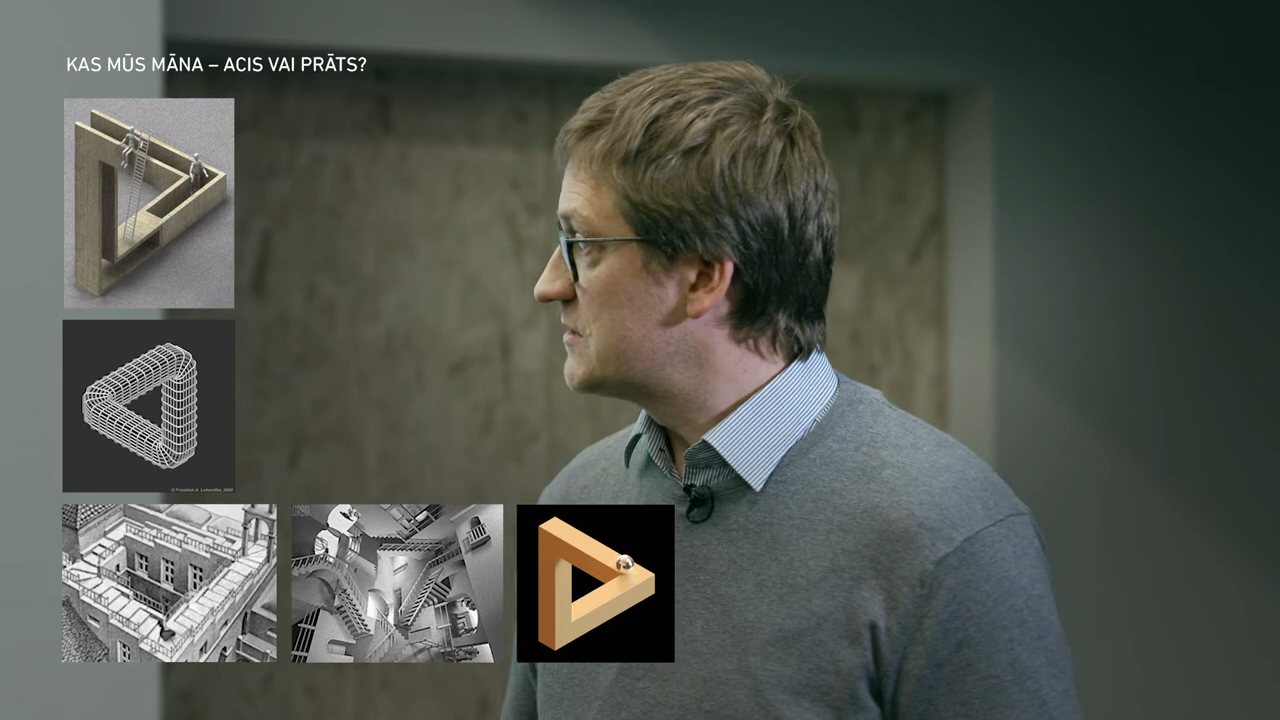 KAS MŪS MĀNA – ACIS VAI PRĀTS?